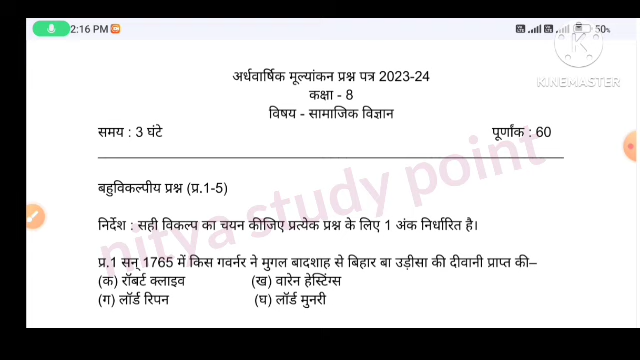 2:16 PM
50%
KINEMASTER
अर्धवार्षिक मूल्यांकन प्रश्न पत्र 2023-24
कक्षा - 8
विषय - सामाजिक विज्ञान
समय : 3 घंटे पूर्णांक : 60
बहुविकल्पीय प्रश्न (प्र.1-5)
निर्देश : सही विकल्प का चयन कीजिए प्रत्येक प्रश्न के लिए 1 अंक निर्धारित है।
nitya study point
प्र.1 सन् 1765 में किस गवर्नर ने मुगल बादशाह से बिहार बा उड़ीसा की दीवानी प्राप्त की–
(क) रॉबर्ट क्लाइव (ख) वारेन हेस्टिंग्स
(ग) लॉर्ड रिपन (घ) लॉर्ड मुनरी